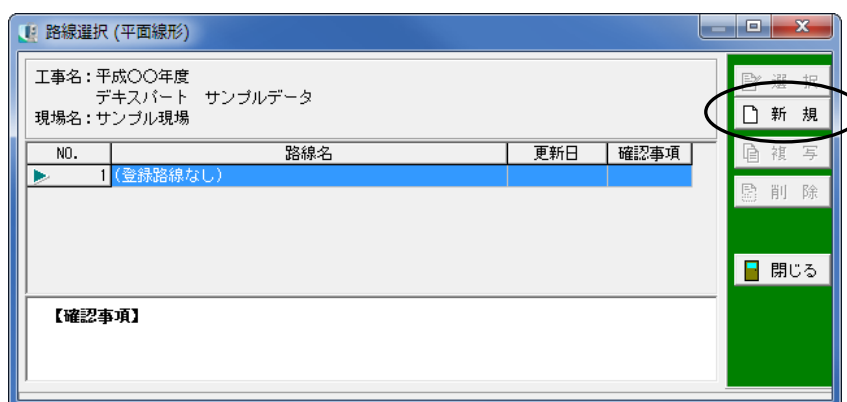 路線選択 (平面線形)
工事名：平成〇〇年度
デキスパート サンプルデータ
現場名：サンプル現場
選 択
新 規
複 写
削 除
閉じる
NO. 路線名 更新日 確認事項
1 (登録路線なし)
【確認事項】